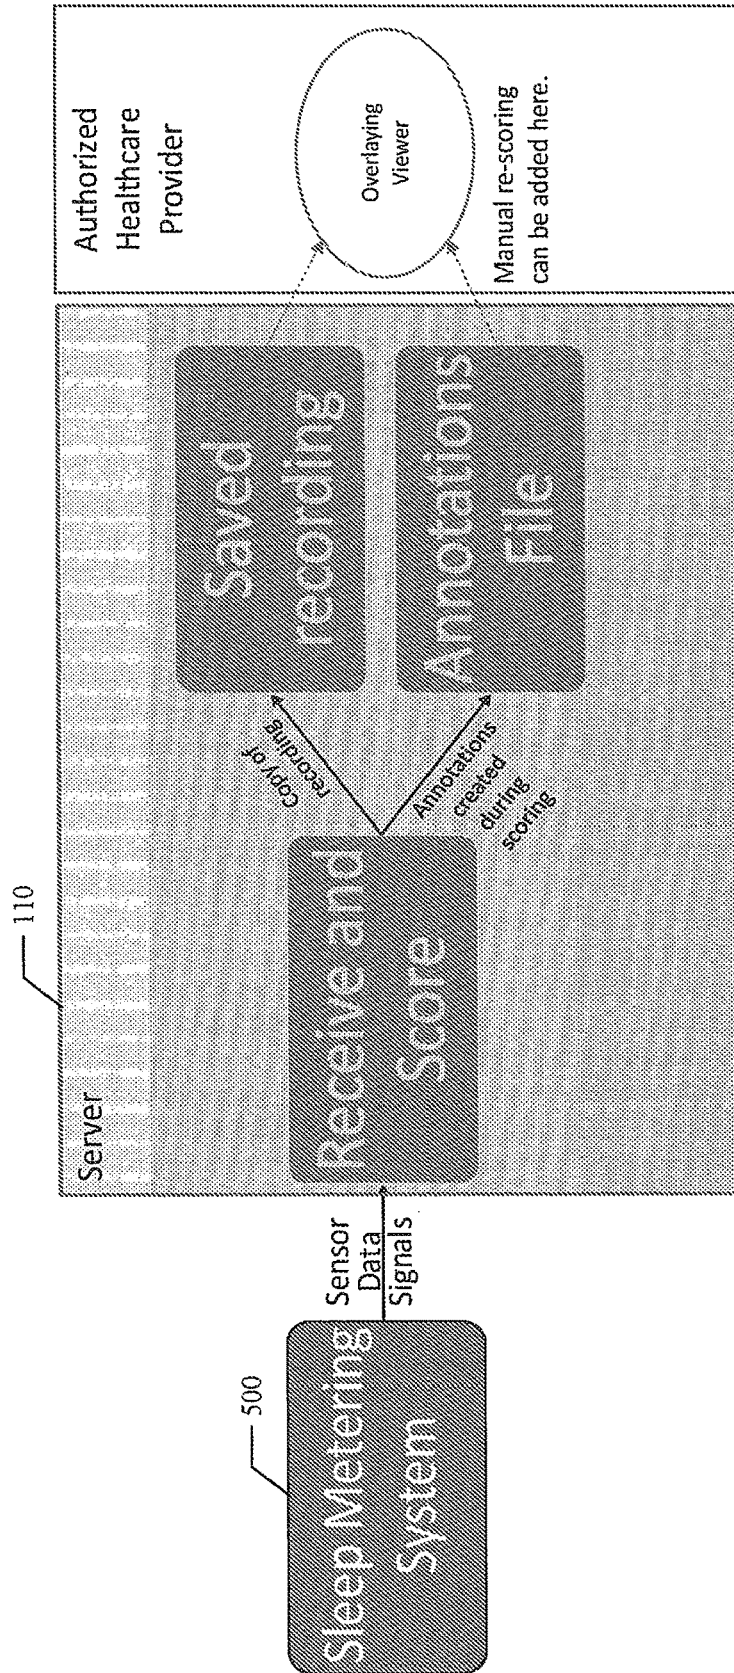 500
Sleep Metering
System
Sensor
Data
Signals
110
Server
Receive and
Score
Copy of
recording
Annotations
created
during
scoring
Saved
recording
Annotations
File
Authorized
Healthcare
Provider
Overlaying
Viewer
Manual re-scoring
can be added here.